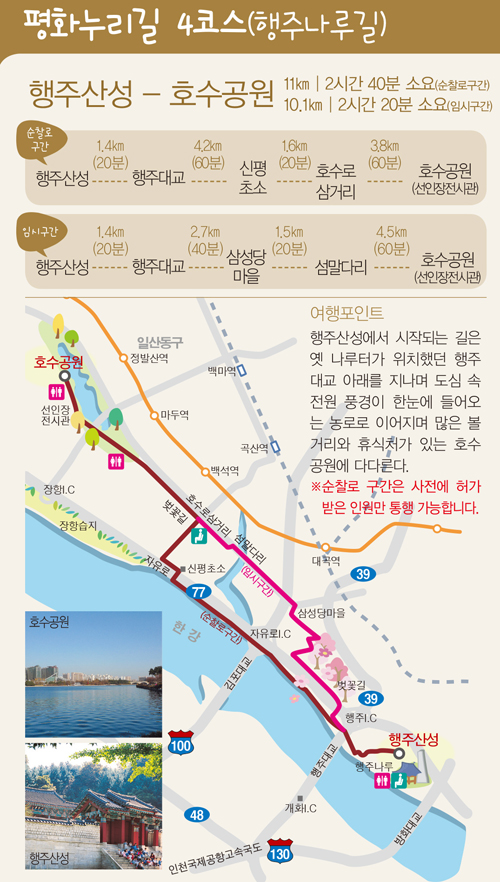 평화누리길 4코스(행주나루길)
행주산성 – 호수공원
11km | 2시간 40분 소요(순찰로구간)
10.1km | 2시간 20분 소요(임시구간)
순찰로
구간
1.4km
(20분)
4.2km
(60분)
1.6km
(20분)
3.8km
(60분)
행주산성
행주대교
신평
초소
호수로
삼거리
호수공원
(선인장전시관)
임시구간
1.4km
(20분)
2.7km
(40분)
1.5km
(20분)
4.5km
(60분)
행주산성
행주대교
삼성당
마을
섬말다리
호수공원
(선인장전시관)
여행포인트
행주산성에서 시작되는 길은
옛 나루터가 위치했던 행주
대교 아래를 지나며 도심 속
전원 풍경이 한눈에 들어오
는 농로로 이어지며 많은 볼
거리와 휴식처가 있는 호수
공원에 다다른다.
※순찰로 구간은 사전에 허가
받은 인원만 통행 가능합니다.
일산동구
호수공원
정발산역
백마역
선인장
전시관
마두역
곡산역
백석역
장항I.C
벚꽃길
호수로삼거리
섬말다리
장항습지
대곡역
자유로
신평초소
(임시구간)
39
77
삼성당마을
호수공원
한강
(순찰로구간)
자유로I.C
김포대교
벚꽃길
39
행주I.C
100
행주대교
행주산성
행주나루
개화I.C
방화대교
48
행주산성
인천국제공항고속국도
130